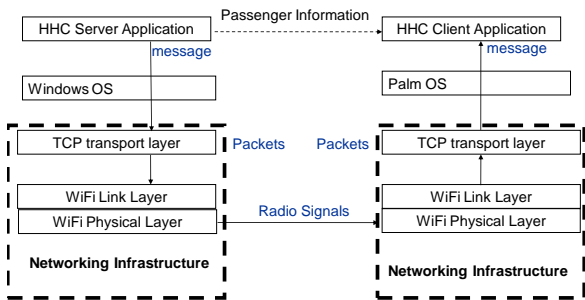 Passenger Information
HHC Server Application
HHC Client Application
message
message
Windows OS
Palm OS
TCP transport layer
Packets
Packets
TCP transport layer
WiFi Link Layer
WiFi Link Layer
WiFi Physical Layer
Radio Signals
WiFi Physical Layer
Networking Infrastructure
Networking Infrastructure